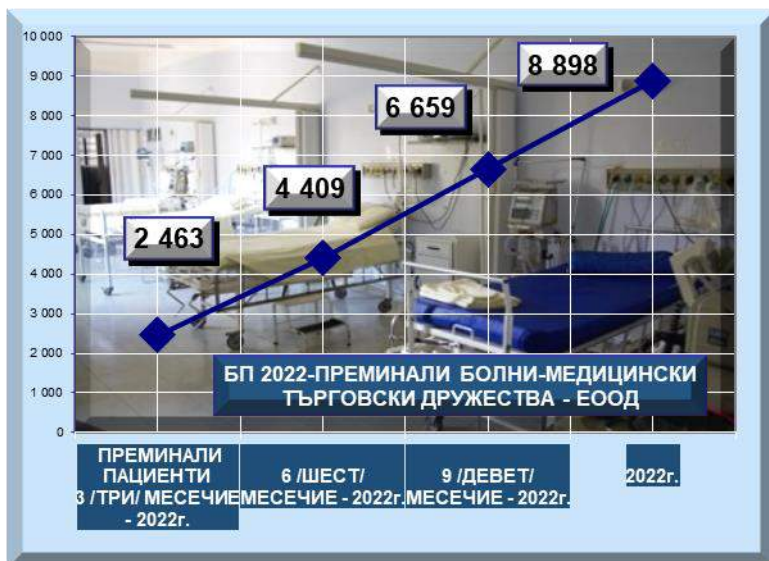 10 000
9 000
8 000
7 000
6 000
5 000
4 000
3 000
2 000
1 000
0
2 463
4 409
6 659
8 898
БП 2022-ПРЕМИНАЛИ БОЛНИ-МЕДИЦИНСКИ
ТЪРГОВСКИ ДРУЖЕСТВА - ЕООД
ПРЕМИНАЛИ
ПАЦИЕНТИ
3 /ТРИ/ МЕСЕЧИЕ
- 2022г.
6 /ШЕСТ/
МЕСЕЧИЕ - 2022г.
9 /ДЕВЕТ/
МЕСЕЧИЕ - 2022г.
2022г.